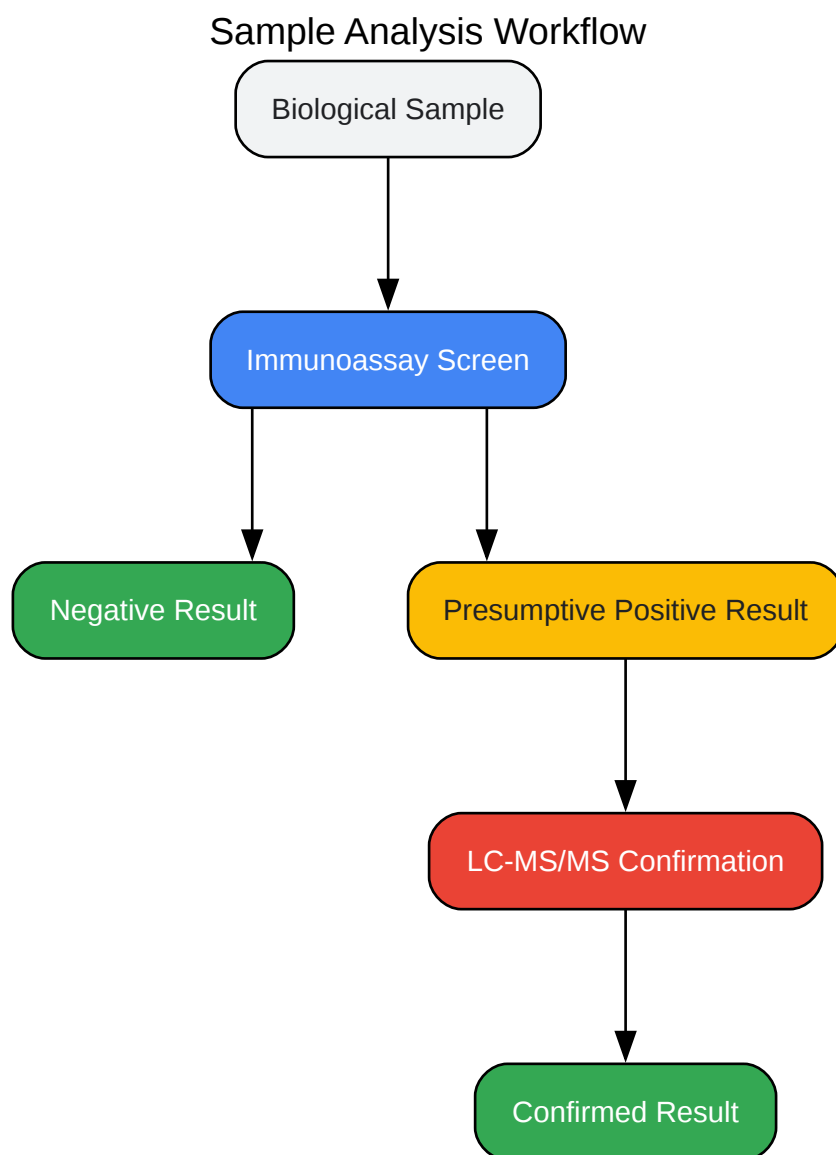 Sample Analysis Workflow
Biological Sample
Immunoassay Screen
Negative Result
Presumptive Positive Result
LC-MS/MS Confirmation
Confirmed Result